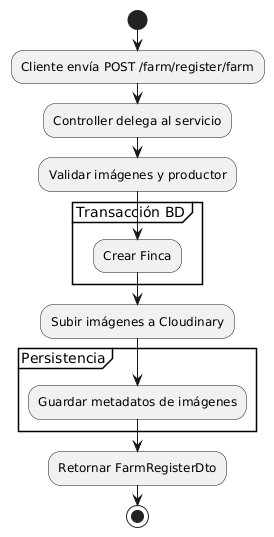 Cliente envía POST /farm/register/farm
Controller delega al servicio
Validar imágenes y productor
Transacción BD
Crear Finca
Subir imágenes a Cloudinary
Persistencia
Guardar metadatos de imágenes
Retornar FarmRegisterDto